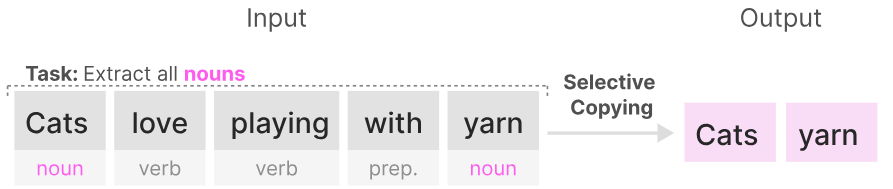 Input
Output
Task: Extract all nouns
Selective
Copying
Cats love playing with yarn
Cats yarn
noun verb verb prep. noun